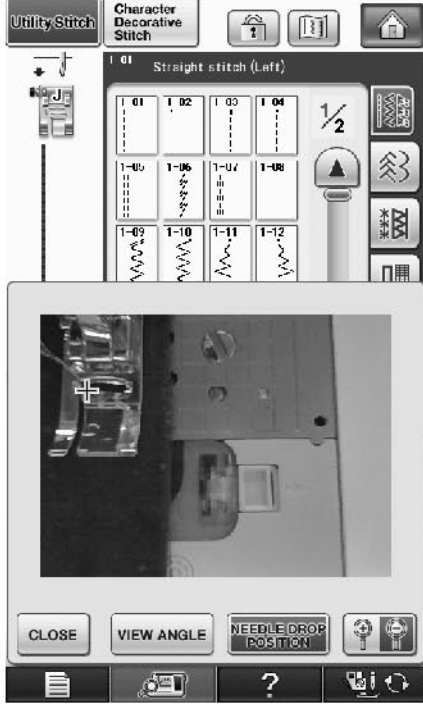 Utility Stitch
Character
Decorative
Stitch
1-01
Straight stitch (Left)
J
1-01
1-02
1-03
1-04
1/2
1-05
1-06
1-07
1-08
1-09
1-10
1-11
1-12
CLOSE
VIEW ANGLE
NEEDLE DROP
POSITION
?